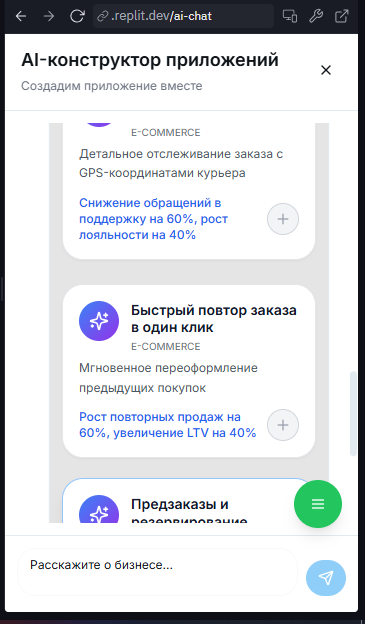 .replit.dev/ai-chat
AI-конструктор приложений
Создадим приложение вместе
E-COMMERCE
Детальное отслеживание заказа с
GPS-координатами курьера
Снижение обращений в
поддержку на 60%, рост
лояльности на 40%
Быстрый повтор заказа
в один клик
E-COMMERCE
Мгновенное переоформление
предыдущих покупок
Рост повторных продаж на
60%, увеличение LTV на 40%
Предзаказы и
резервирование
Расскажите о бизнесе...